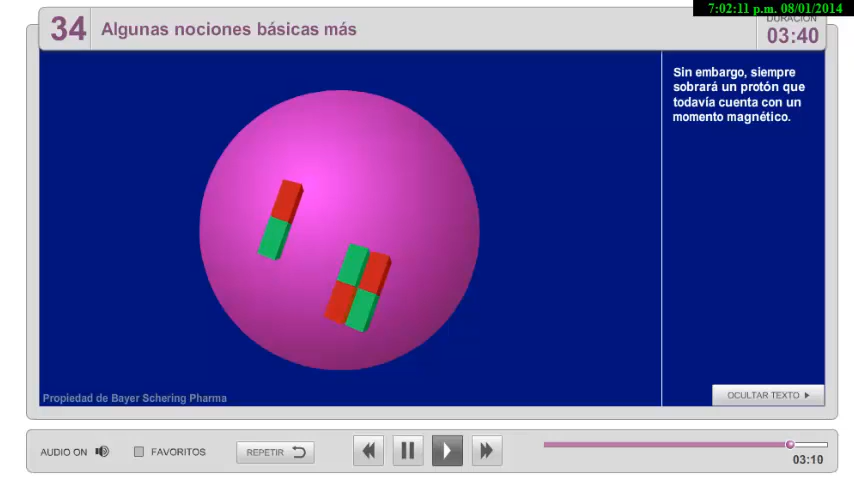 7:02:11 p.m. 08/01/2014
34
Algunas nociones básicas más
DURACIÓN
03:40
Sin embargo, siempre
sobrará un protón que
todavía cuenta con un
momento magnético.
Propiedad de Bayer Schering Pharma
OCULTAR TEXTO
AUDIO ON
FAVORITOS
REPETIR
03:10